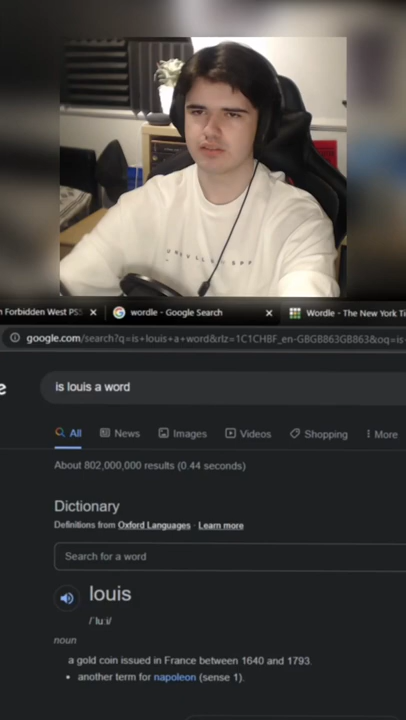 UNIVILLESPF
n Forbidden West PS5 wordle - Google Search Wordle - The New York Ti
google.com/search?q=is+louis+a+word&rlz=1C1CHBF_en-GBGB863GB863&oq=is+louis
e is louis a word
All News Images Videos Shopping More
About 802,000,000 results (0.44 seconds)
Dictionary
Definitions from Oxford Languages · Learn more
Search for a word
louis
/ˈluːi/
noun
a gold coin issued in France between 1640 and 1793.
• another term for napoleon (sense 1).